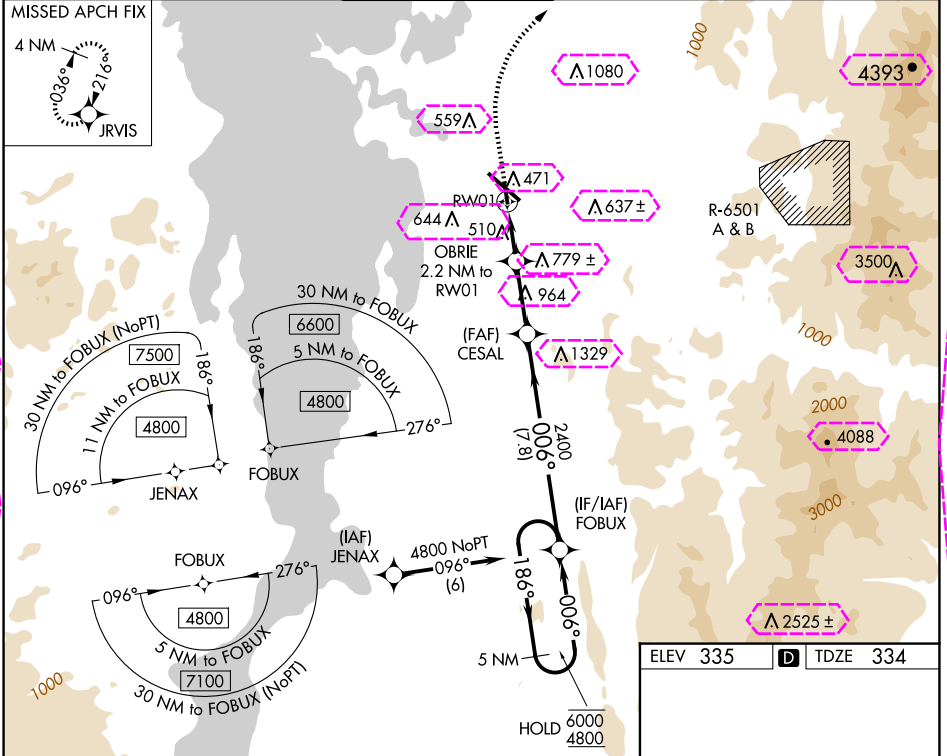 MISSED APCH FIX
4 NM
036°
216°
JRVIS
1000
1080
4393
559
471
RW01
644
510
637 ±
R-6501
A & B
OBRIE
2.2 NM to
RW01
779 ±
964
3500
(FAF)
CESAL
1329
1000
30 NM to FOBUX (NoPT)
7500
186°
11 NM to FOBUX
4800
096°
JENAX
30 NM to FOBUX
6600
186°
5 NM to FOBUX
4800
276°
FOBUX
2400
006°
(7.8)
2000
4088
3000
(IF/IAF)
FOBUX
(IAF)
JENAX
4800 NoPT
096°
(6)
186°
006°
5 NM
HOLD 6000
4800
FOBUX
096°
276°
4800
5 NM to FOBUX
7100
30 NM to FOBUX (NoPT)
1000
2525 ±
ELEV 335 D TDZE 334